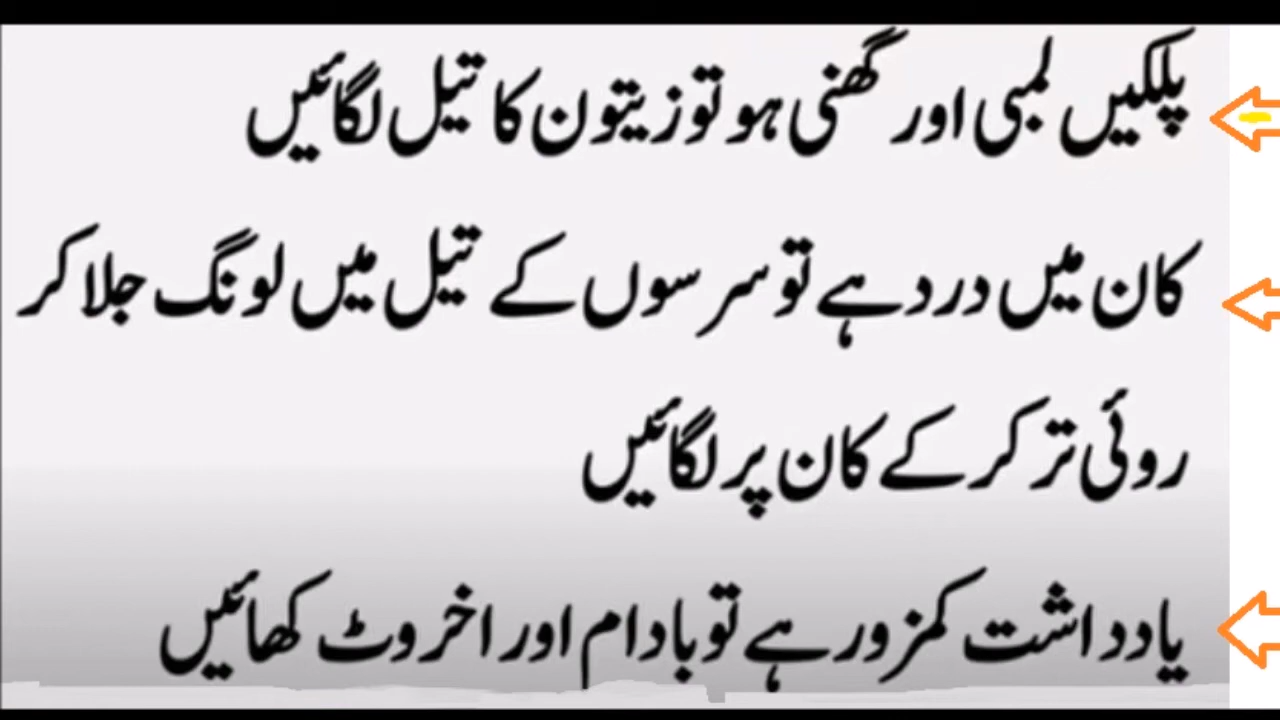 پلکیں لمبی اور گھنی ہو تو زیتون کا تیل لگائیں
کان میں درد ہے تو سرسوں کے تیل میں لونگ جلا کر
روئی تر کر کے کان پر لگائیں
یادداشت کمزور ہے تو بادام اور اخروٹ کھائیں